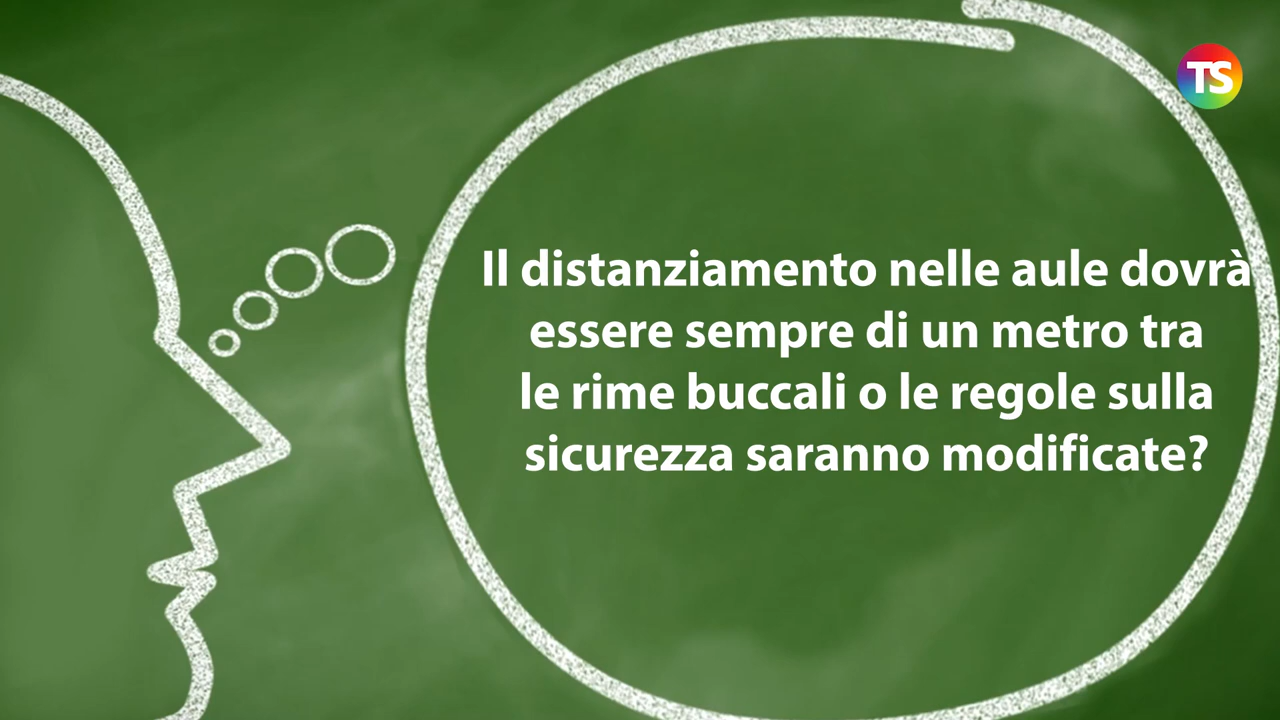 TS
Il distanziamento nelle aule dovrà
essere sempre di un metro tra
le rime buccali o le regole sulla
sicurezza saranno modificate?